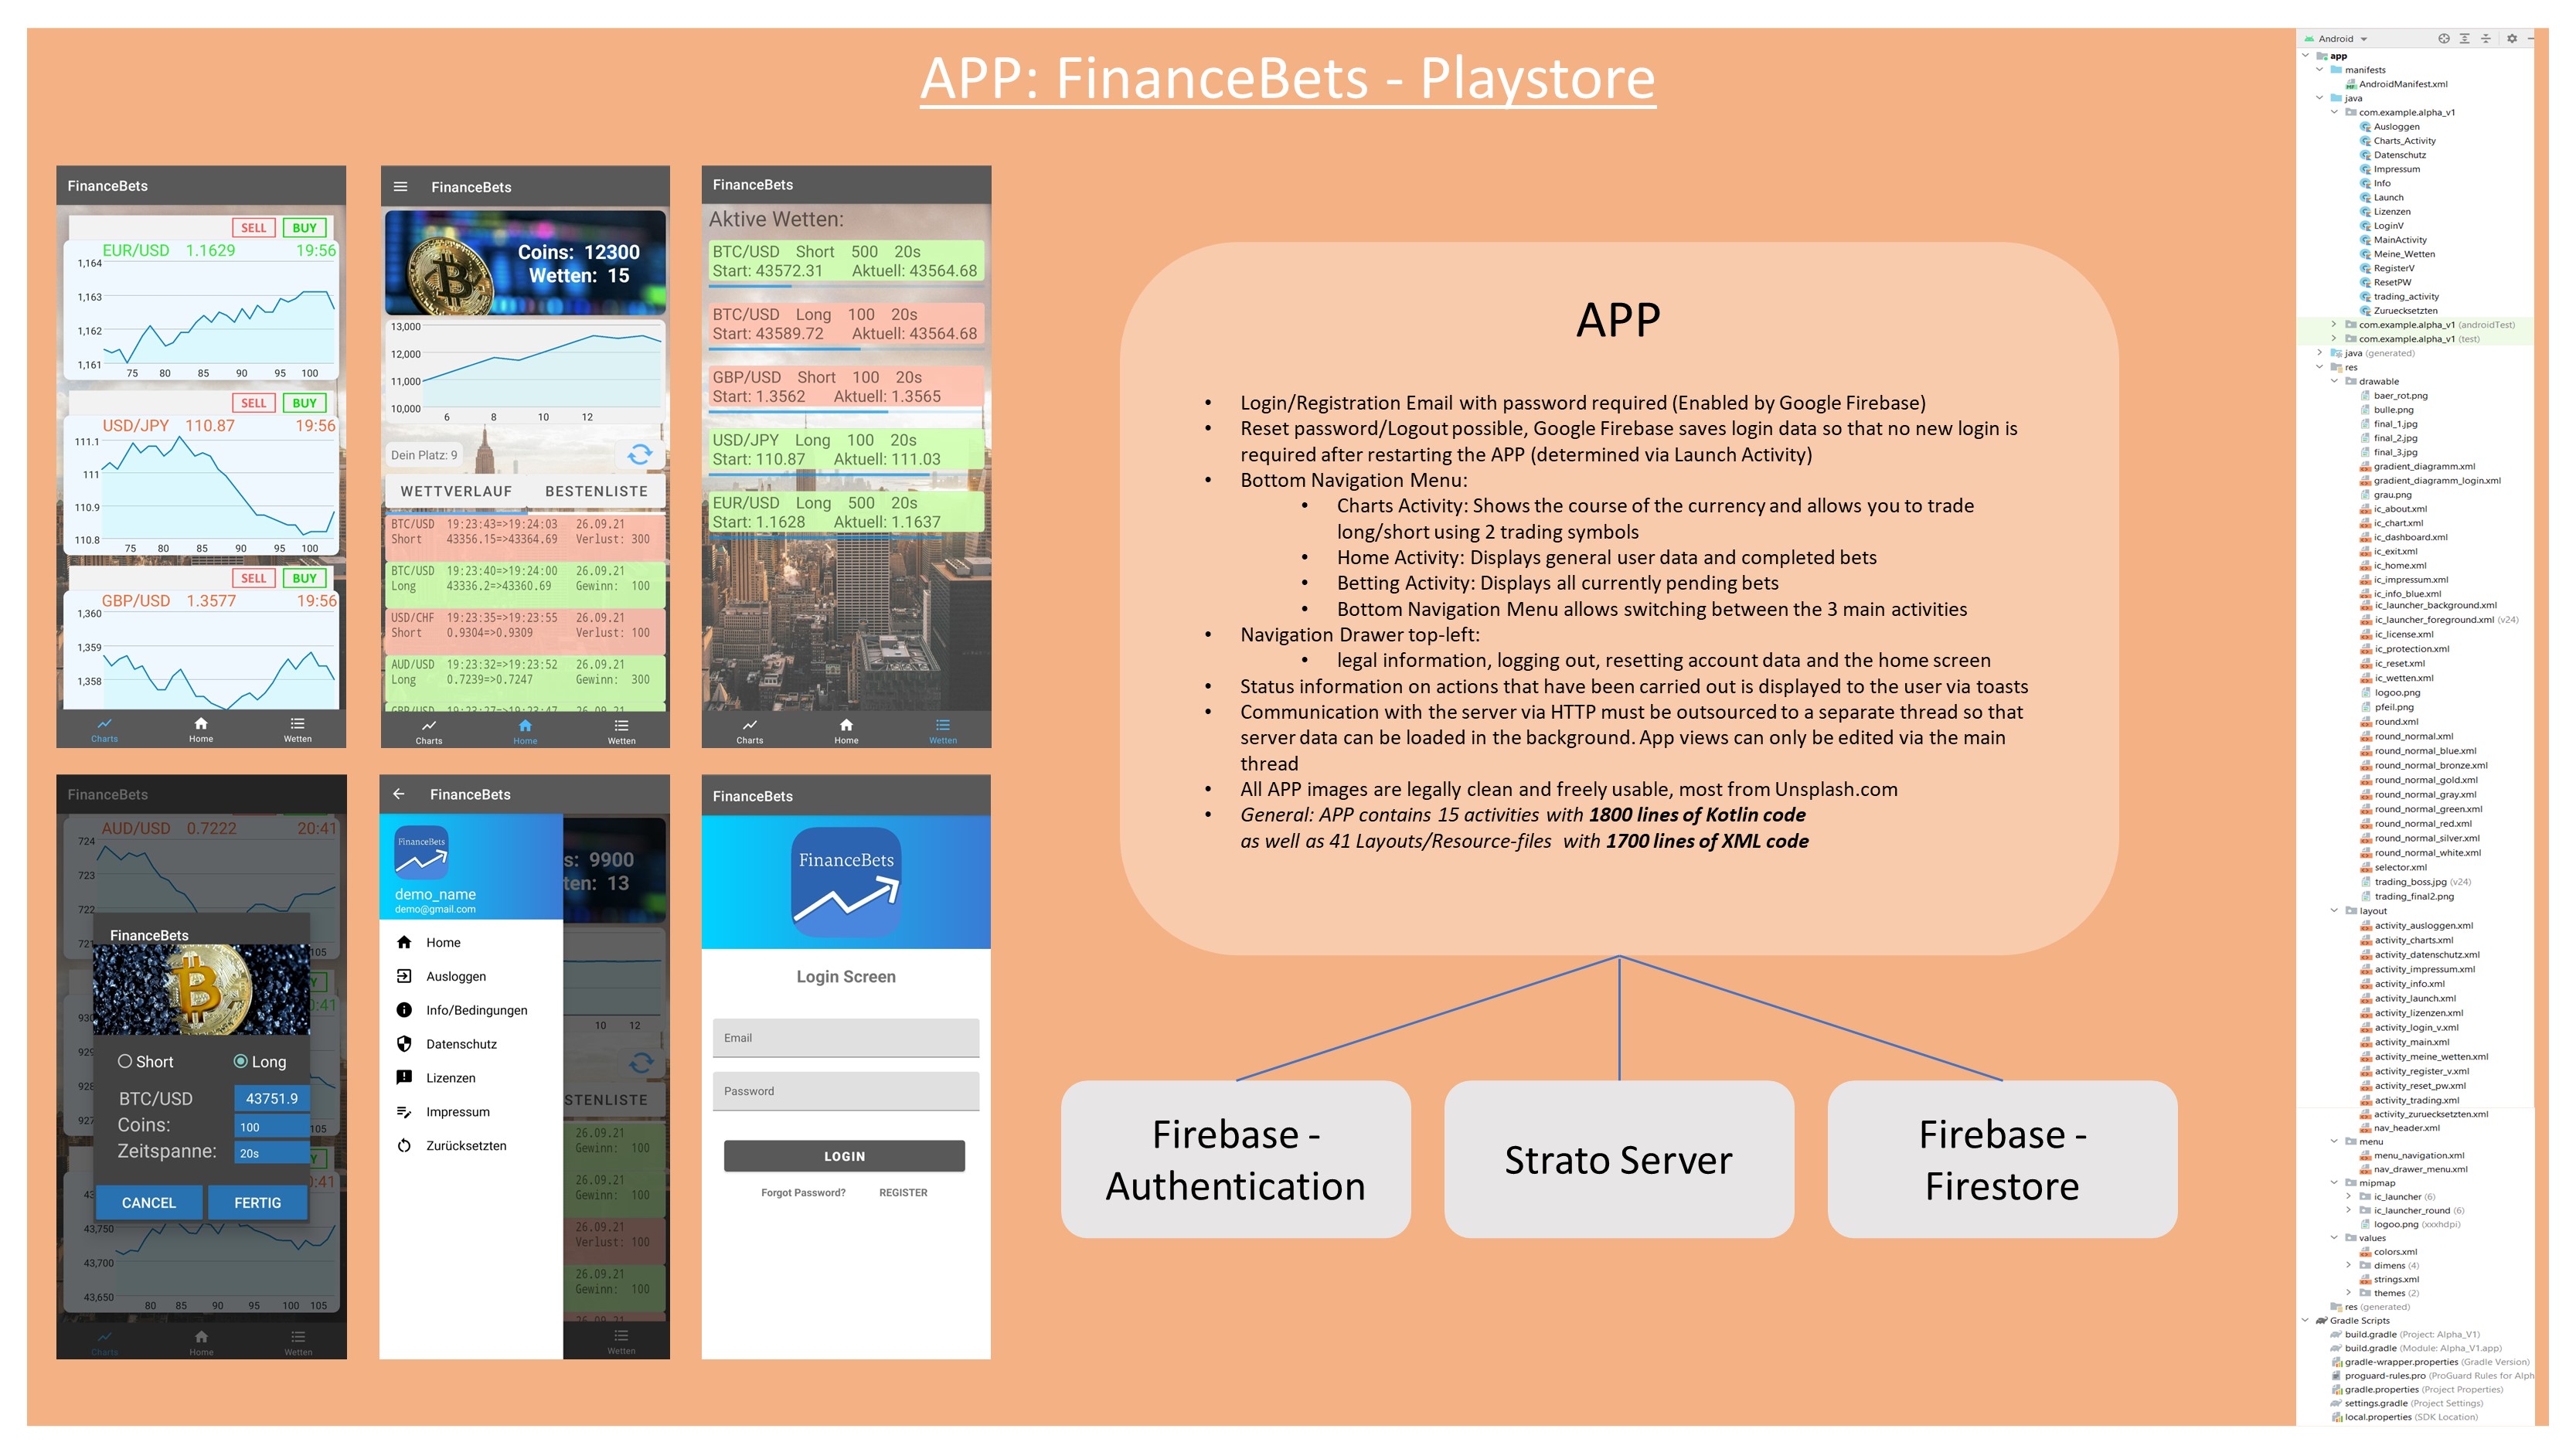 APP: FinanceBets - Playstore
FinanceBets
SELL BUY
EUR/USD 1.1629 19:56
1,164
1,163
1,162
1,161
75 80 85 90 95 100
SELL BUY
USD/JPY 110.87 19:56
111.1
111
110.9
110.8
75 80 85 90 95 100
SELL BUY
GBP/USD 1.3577 19:56
1,360
1,359
1,358
Charts Home Wetten
FinanceBets
Coins: 12300
Wetten: 15
13,000
12,000
11,000
10,000
6 8 10 12
Dein Platz: 9
WETTVERLAUF BESTENLISTE
BTC/USD 19:23:43=>19:24:03 26.09.21
Short 43356.15=>43364.69 Verlust: 300
BTC/USD 19:23:40=>19:24:00 26.09.21
Long 43336.2=>43360.69 Gewinn: 100
USD/CHF 19:23:35=>19:23:55 26.09.21
Short 0.9304=>0.9309 Verlust: 100
AUD/USD 19:23:32=>19:23:52 26.09.21
Long 0.7239=>0.7247 Gewinn: 300
GBP/USD 19:23:27=>19:23:47 26.09.21
Charts Home Wetten
FinanceBets
Aktive Wetten:
BTC/USD Short 500 20s
Start: 43572.31 Aktuell: 43564.68
BTC/USD Long 100 20s
Start: 43589.72 Aktuell: 43564.68
GBP/USD Short 100 20s
Start: 1.3562 Aktuell: 1.3565
USD/JPY Long 100 20s
Start: 110.87 Aktuell: 111.03
EUR/USD Long 500 20s
Start: 1.1628 Aktuell: 1.1637
Charts Home Wetten
FinanceBets
AUD/USD 0.7222 20:41
724
723
722
721
105
FinanceBets
Short Long
BTC/USD 43751.9
Coins: 100
Zeitspanne: 20s
CANCEL FERTIG
Y
0:41
930
929
928
927
105
Y
0:41
43
43,750
43,700
43,650
80 85 90 95 100 105
Charts Home Wetten
FinanceBets
FinanceBets
demo_name
demo@gmail.com
Home
Ausloggen
Info/Bedingungen
Datenschutz
Lizenzen
Impressum
Zurücksetzten
s: 9900
ten: 13
10 12
STENLISTE
26.09.21
Gewinn: 100
26.09.21
Gewinn: 100
26.09.21
Verlust: 100
26.09.21
Gewinn: 100
26.09.21
Wetten
FinanceBets
FinanceBets
Login Screen
Email
Password
LOGIN
Forgot Password? REGISTER
APP
• Login/Registration Email with password required (Enabled by Google Firebase)
• Reset password/Logout possible, Google Firebase saves login data so that no new login is
required after restarting the APP (determined via Launch Activity)
• Bottom Navigation Menu:
• Charts Activity: Shows the course of the currency and allows you to trade
long/short using 2 trading symbols
• Home Activity: Displays general user data and completed bets
• Betting Activity: Displays all currently pending bets
• Bottom Navigation Menu allows switching between the 3 main activities
• Navigation Drawer top-left:
• legal information, logging out, resetting account data and the home screen
• Status information on actions that have been carried out is displayed to the user via toasts
• Communication with the server via HTTP must be outsourced to a separate thread so that
server data can be loaded in the background. App views can only be edited via the main
thread
• All APP images are legally clean and freely usable, most from Unsplash.com
• General: APP contains 15 activities with 1800 lines of Kotlin code
as well as 41 Layouts/Resource-files with 1700 lines of XML code
Firebase -
Authentication
Strato Server
Firebase -
Firestore
Android
app
manifests
AndroidManifest.xml
java
com.example.alpha_v1
Ausloggen
Charts_Activity
Datenschutz
Impressum
Info
Launch
Lizenzen
LoginV
MainActivity
Meine_Wetten
RegisterV
ResetPW
trading_activity
Zuruecksetzten
com.example.alpha_v1 (androidTest)
com.example.alpha_v1 (test)
java (generated)
res
drawable
baer_rot.png
bulle.png
final_1.jpg
final_2.jpg
final_3.jpg
gradient_diagramm.xml
gradient_diagramm_login.xml
grau.png
ic_about.xml
ic_chart.xml
ic_dashboard.xml
ic_exit.xml
ic_home.xml
ic_impressum.xml
ic_info_blue.xml
ic_launcher_background.xml
ic_launcher_foreground.xml (v24)
ic_license.xml
ic_protection.xml
ic_reset.xml
ic_wetten.xml
logoo.png
pfeil.png
round.xml
round_normal.xml
round_normal_blue.xml
round_normal_bronze.xml
round_normal_gold.xml
round_normal_gray.xml
round_normal_green.xml
round_normal_red.xml
round_normal_silver.xml
round_normal_white.xml
selector.xml
trading_boss.jpg (v24)
trading_final2.png
layout
activity_ausloggen.xml
activity_charts.xml
activity_datenschutz.xml
activity_impressum.xml
activity_info.xml
activity_launch.xml
activity_lizenzen.xml
activity_login_v.xml
activity_main.xml
activity_meine_wetten.xml
activity_register_v.xml
activity_reset_pw.xml
activity_trading.xml
activity_zuruecksetzten.xml
nav_header.xml
menu
menu_navigation.xml
nav_drawer_menu.xml
mipmap
ic_launcher (6)
ic_launcher_round (6)
logoo.png (xxxhdpi)
values
colors.xml
dimens (4)
strings.xml
themes (2)
res (generated)
Gradle Scripts
build.gradle (Project: Alpha_V1)
build.gradle (Module: Alpha_V1.app)
gradle-wrapper.properties (Gradle Version)
proguard-rules.pro (ProGuard Rules for Alph
gradle.properties (Project Properties)
settings.gradle (Project Settings)
local.properties (SDK Location)